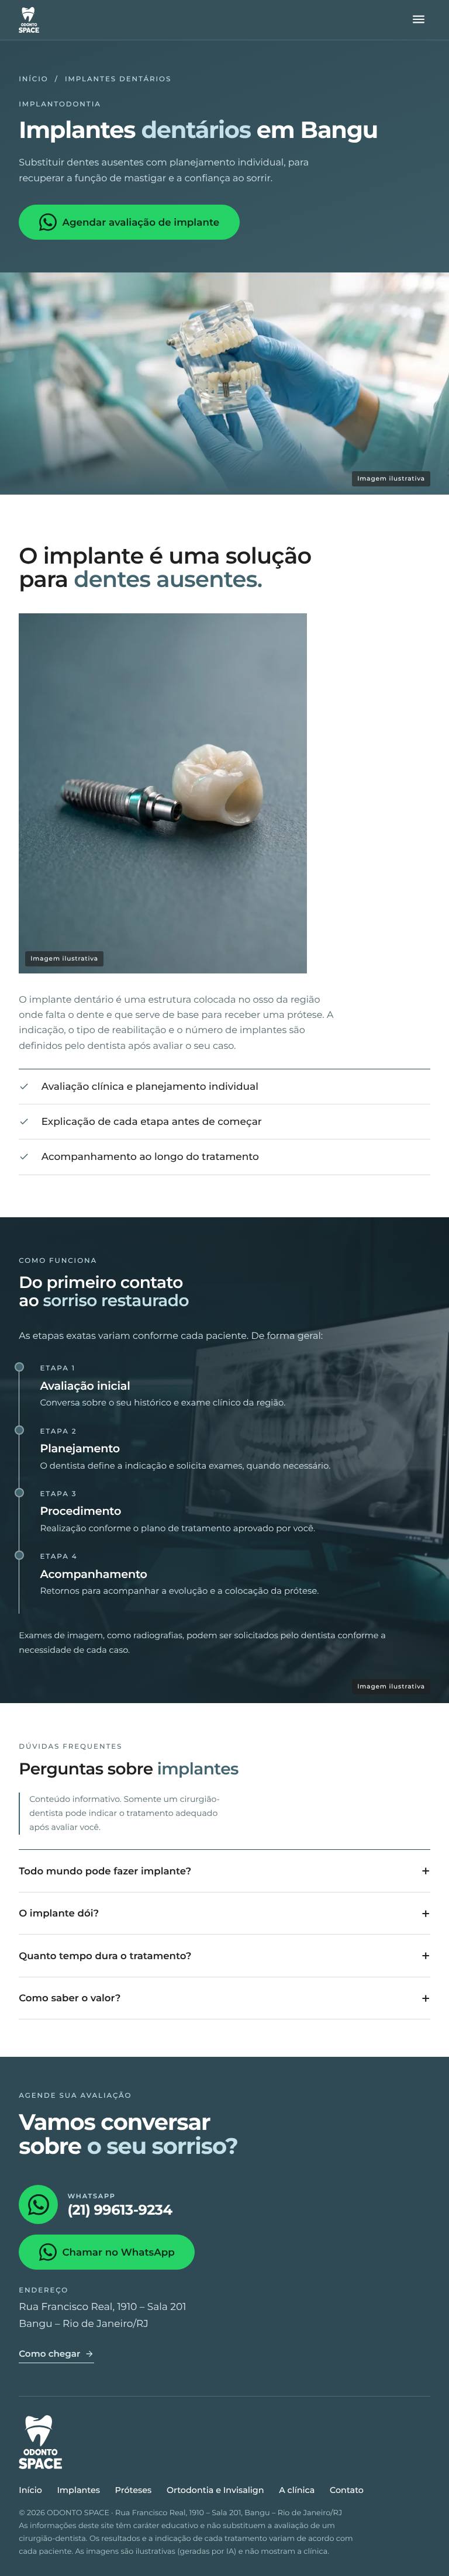 ODONTO
SPACE
INÍCIO / IMPLANTES DENTÁRIOS
IMPLANTODONTIA
Implantes dentários em Bangu
Substituir dentes ausentes com planejamento individual, para
recuperar a função de mastigar e a confiança ao sorrir.
Agendar avaliação de implante
Imagem ilustrativa
O implante é uma solução
para dentes ausentes.
Imagem ilustrativa
O implante dentário é uma estrutura colocada no osso da região
onde falta o dente e que serve de base para receber uma prótese. A
indicação, o tipo de reabilitação e o número de implantes são
definidos pelo dentista após avaliar o seu caso.
Avaliação clínica e planejamento individual
Explicação de cada etapa antes de começar
Acompanhamento ao longo do tratamento
COMO FUNCIONA
Do primeiro contato
ao sorriso restaurado
As etapas exatas variam conforme cada paciente. De forma geral:
ETAPA 1
Avaliação inicial
Conversa sobre o seu histórico e exame clínico da região.
ETAPA 2
Planejamento
O dentista define a indicação e solicita exames, quando necessário.
ETAPA 3
Procedimento
Realização conforme o plano de tratamento aprovado por você.
ETAPA 4
Acompanhamento
Retornos para acompanhar a evolução e a colocação da prótese.
Exames de imagem, como radiografias, podem ser solicitados pelo dentista conforme a
necessidade de cada caso.
Imagem ilustrativa
DÚVIDAS FREQUENTES
Perguntas sobre implantes
Conteúdo informativo. Somente um cirurgião-
dentista pode indicar o tratamento adequado
após avaliar você.
Todo mundo pode fazer implante?
O implante dói?
Quanto tempo dura o tratamento?
Como saber o valor?
AGENDE SUA AVALIAÇÃO
Vamos conversar
sobre o seu sorriso?
WHATSAPP
(21) 99613-9234
Chamar no WhatsApp
ENDEREÇO
Rua Francisco Real, 1910 – Sala 201
Bangu – Rio de Janeiro/RJ
Como chegar →
ODONTO
SPACE
Início Implantes Próteses Ortodontia e Invisalign A clínica Contato
© 2026 ODONTO SPACE · Rua Francisco Real, 1910 – Sala 201, Bangu – Rio de Janeiro/RJ
As informações deste site têm caráter educativo e não substituem a avaliação de um
cirurgião-dentista. Os resultados e a indicação de cada tratamento variam de acordo com
cada paciente. As imagens são ilustrativas (geradas por IA) e não mostram a clínica.